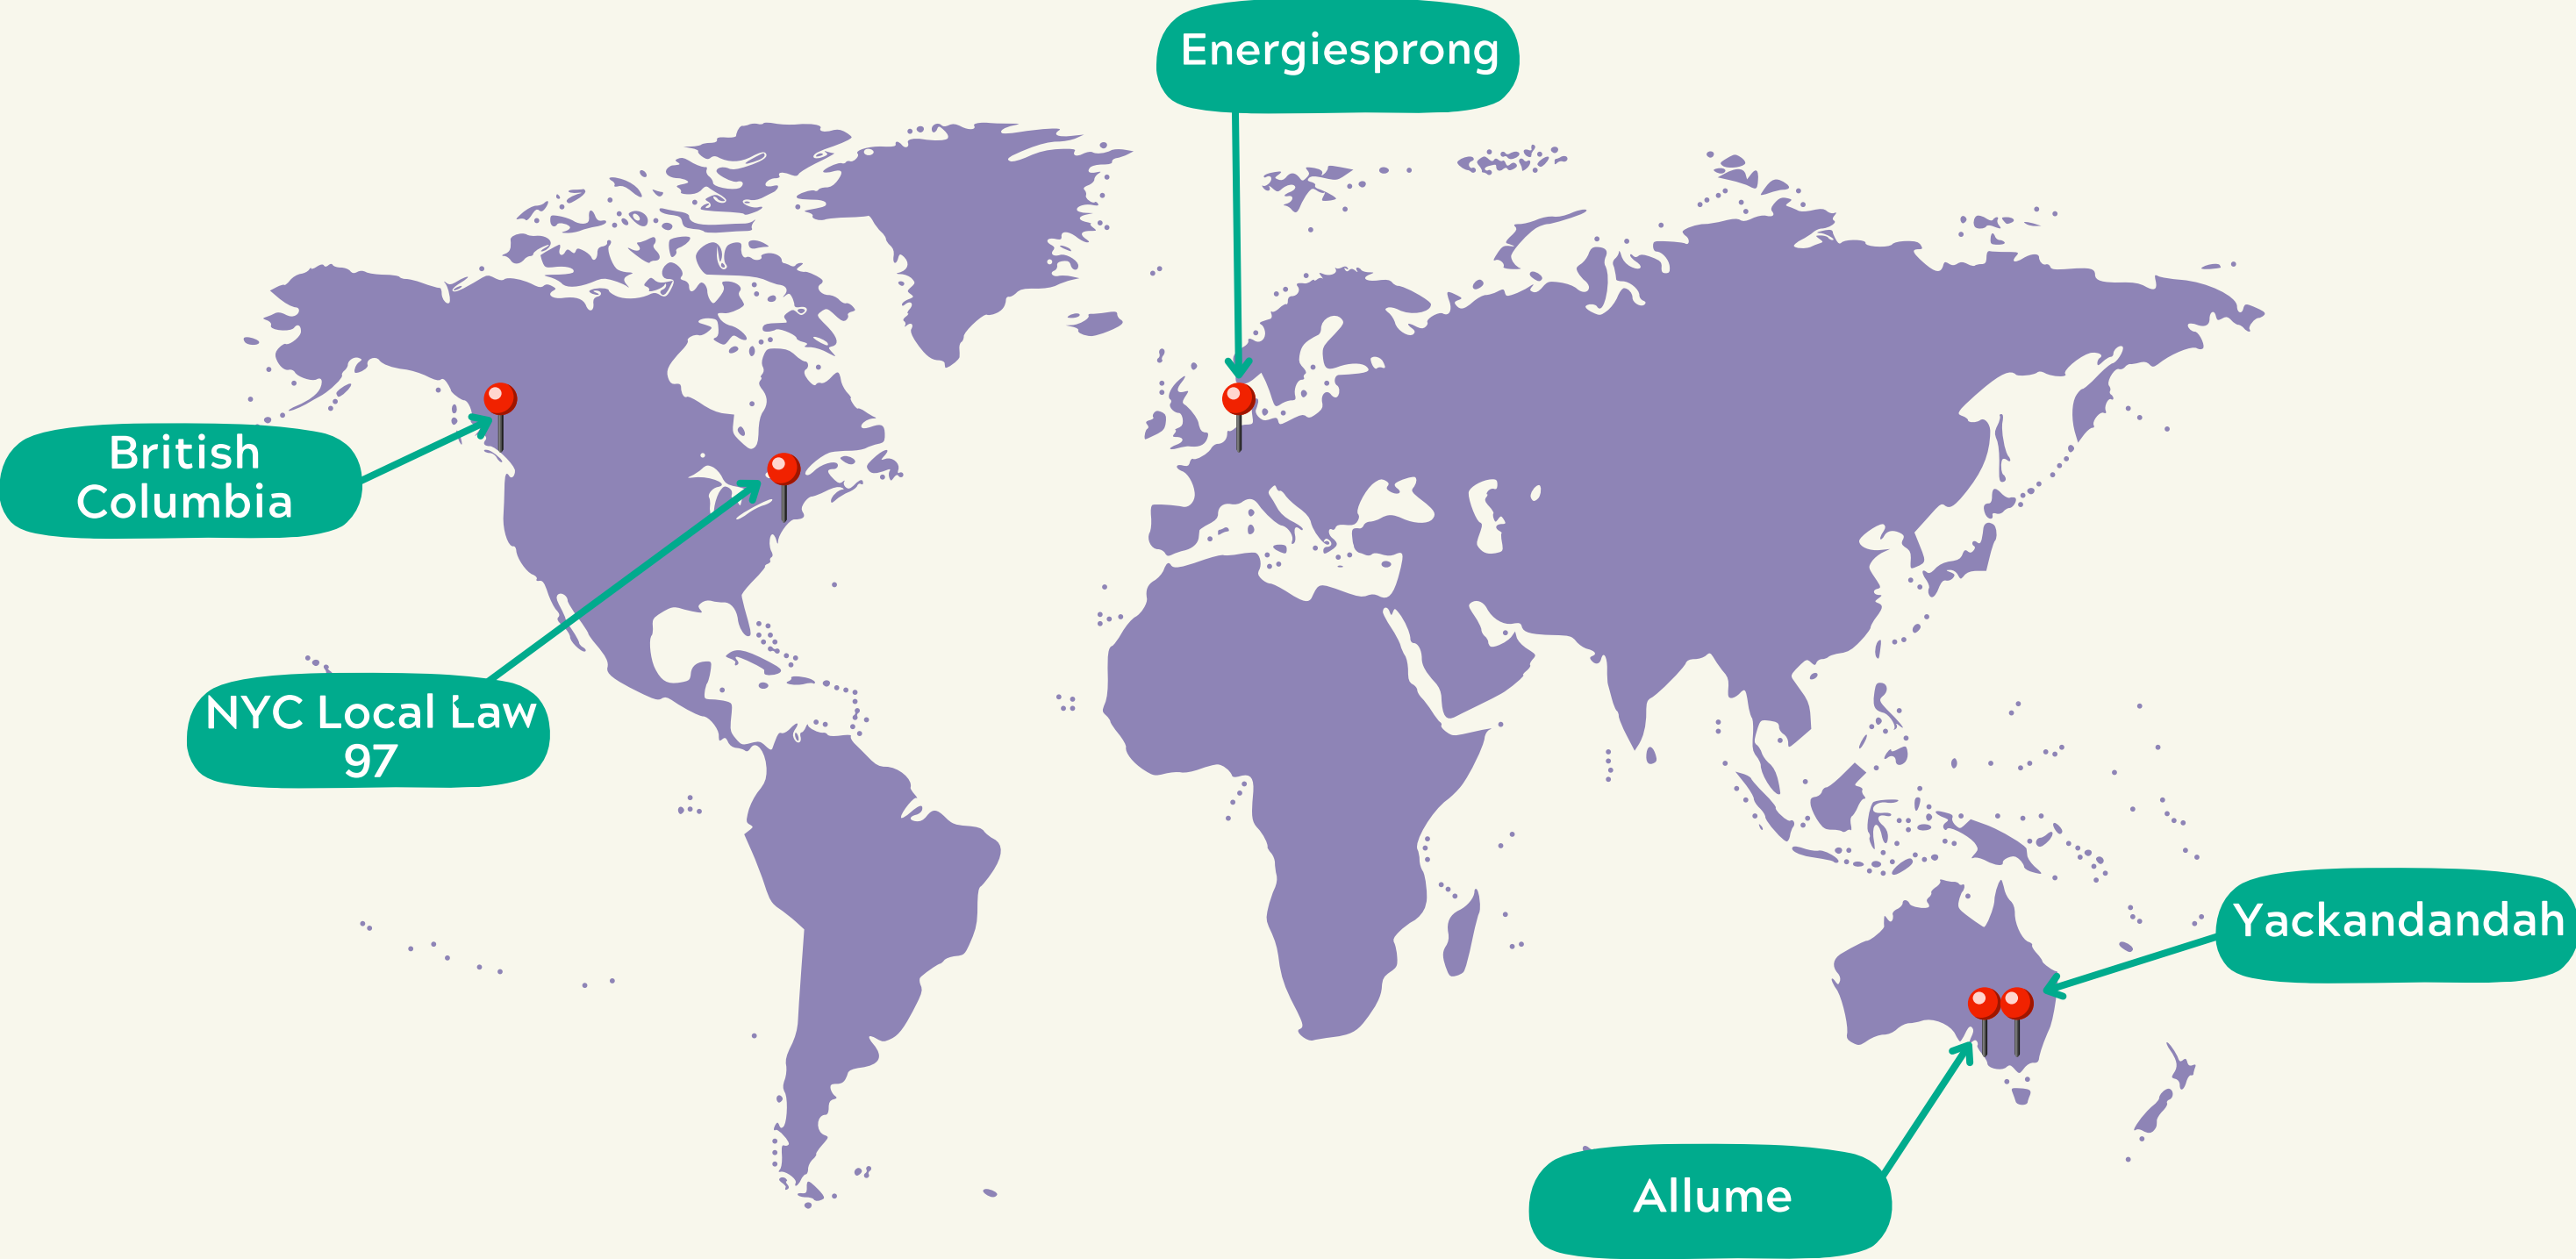 Energiesprong
British
Columbia
NYC Local Law
97
Yackandandah
Allume